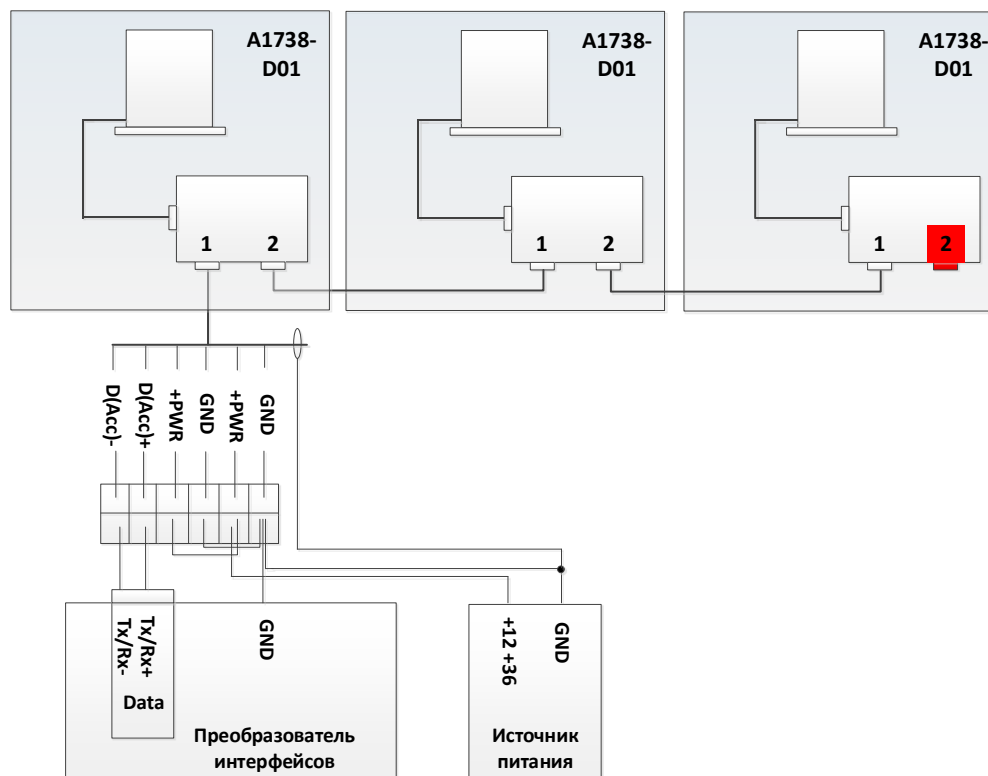 A1738-
D01
A1738-
D01
A1738-
D01
1
2
1
2
1
2
D(Acc)-
D(Acc)+
+PWR
GND
+PWR
GND
Tx/Rx-
Tx/Rx+
Data
GND
Преобразователь
интерфейсов
+12 +36
GND
Источник
питания